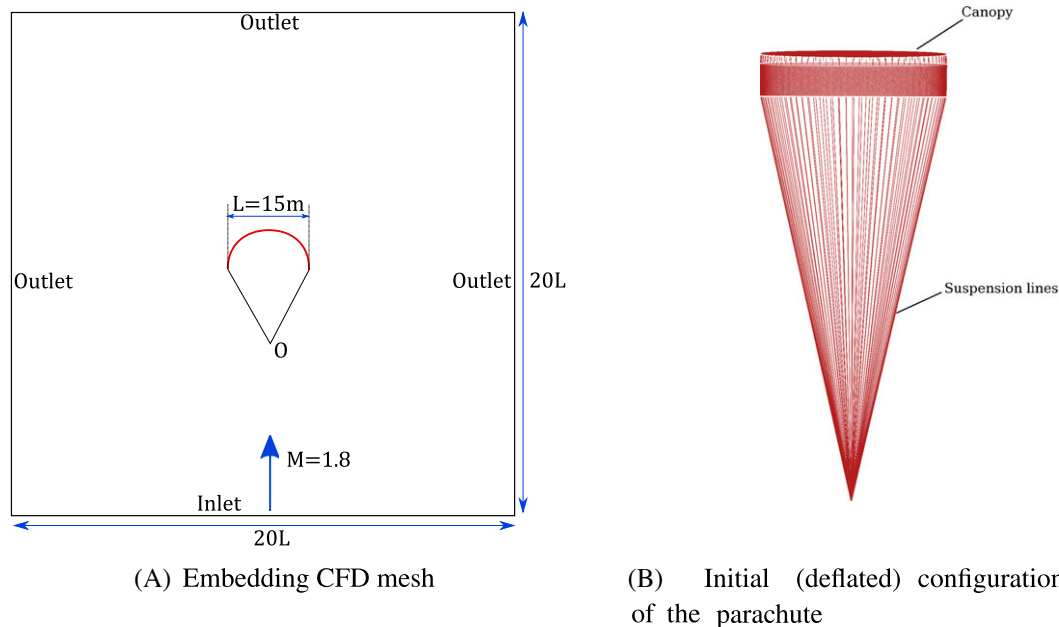 Outlet
L=15m
Outlet
Outlet
20L
O
M=1.8
Inlet
20L
(A) Embedding CFD mesh
Canopy
Suspension lines
(B) Initial (deflated) configuration
of the parachute